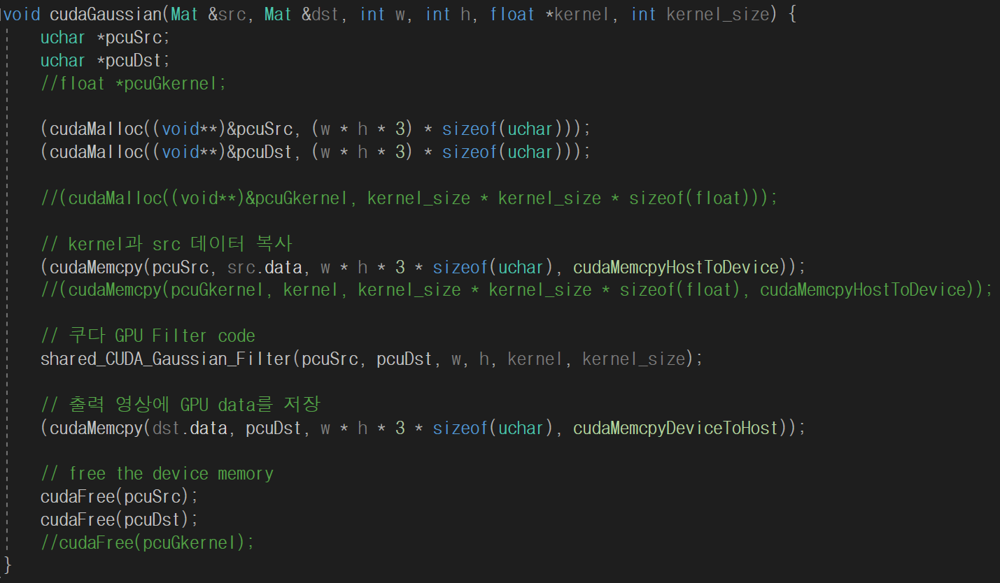 void cudaGaussian(Mat &src, Mat &dst, int w, int h, float *kernel, int kernel_size) {
    uchar *pcuSrc;
    uchar *pcuDst;
    //float *pcuGkernel;

    (cudaMalloc((void**)&pcuSrc, (w * h * 3) * sizeof(uchar)));
    (cudaMalloc((void**)&pcuDst, (w * h * 3) * sizeof(uchar)));

    //(cudaMalloc((void**)&pcuGkernel, kernel_size * kernel_size * sizeof(float)));

    // kernel과 src 데이터 복사
    (cudaMemcpy(pcuSrc, src.data, w * h * 3 * sizeof(uchar), cudaMemcpyHostToDevice));
    //(cudaMemcpy(pcuGkernel, kernel, kernel_size * kernel_size * sizeof(float), cudaMemcpyHostToDevice));

    // 쿠다 GPU Filter code
    shared_CUDA_Gaussian_Filter(pcuSrc, pcuDst, w, h, kernel, kernel_size);

    // 출력 영상에 GPU data를 저장
    (cudaMemcpy(dst.data, pcuDst, w * h * 3 * sizeof(uchar), cudaMemcpyDeviceToHost));

    // free the device memory
    cudaFree(pcuSrc);
    cudaFree(pcuDst);
    //cudaFree(pcuGkernel);
}